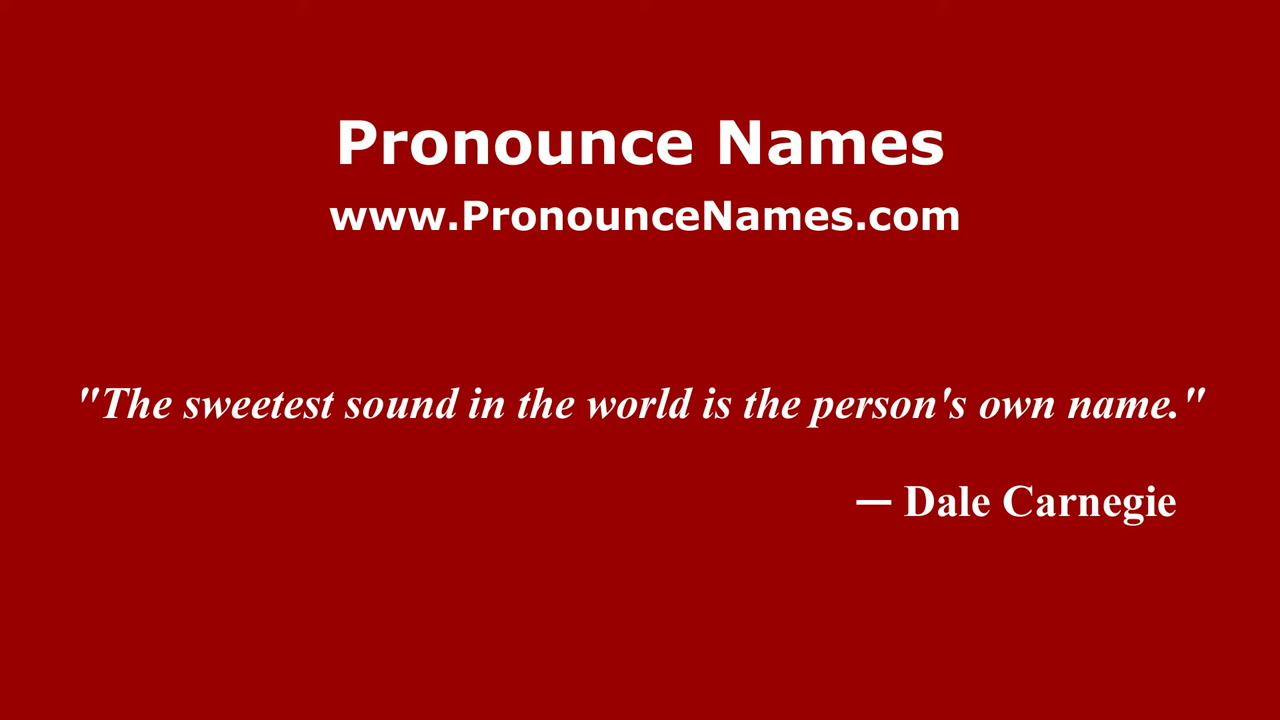 Pronounce Names
www.PronounceNames.com
"The sweetest sound in the world is the person's own name."
— Dale Carnegie